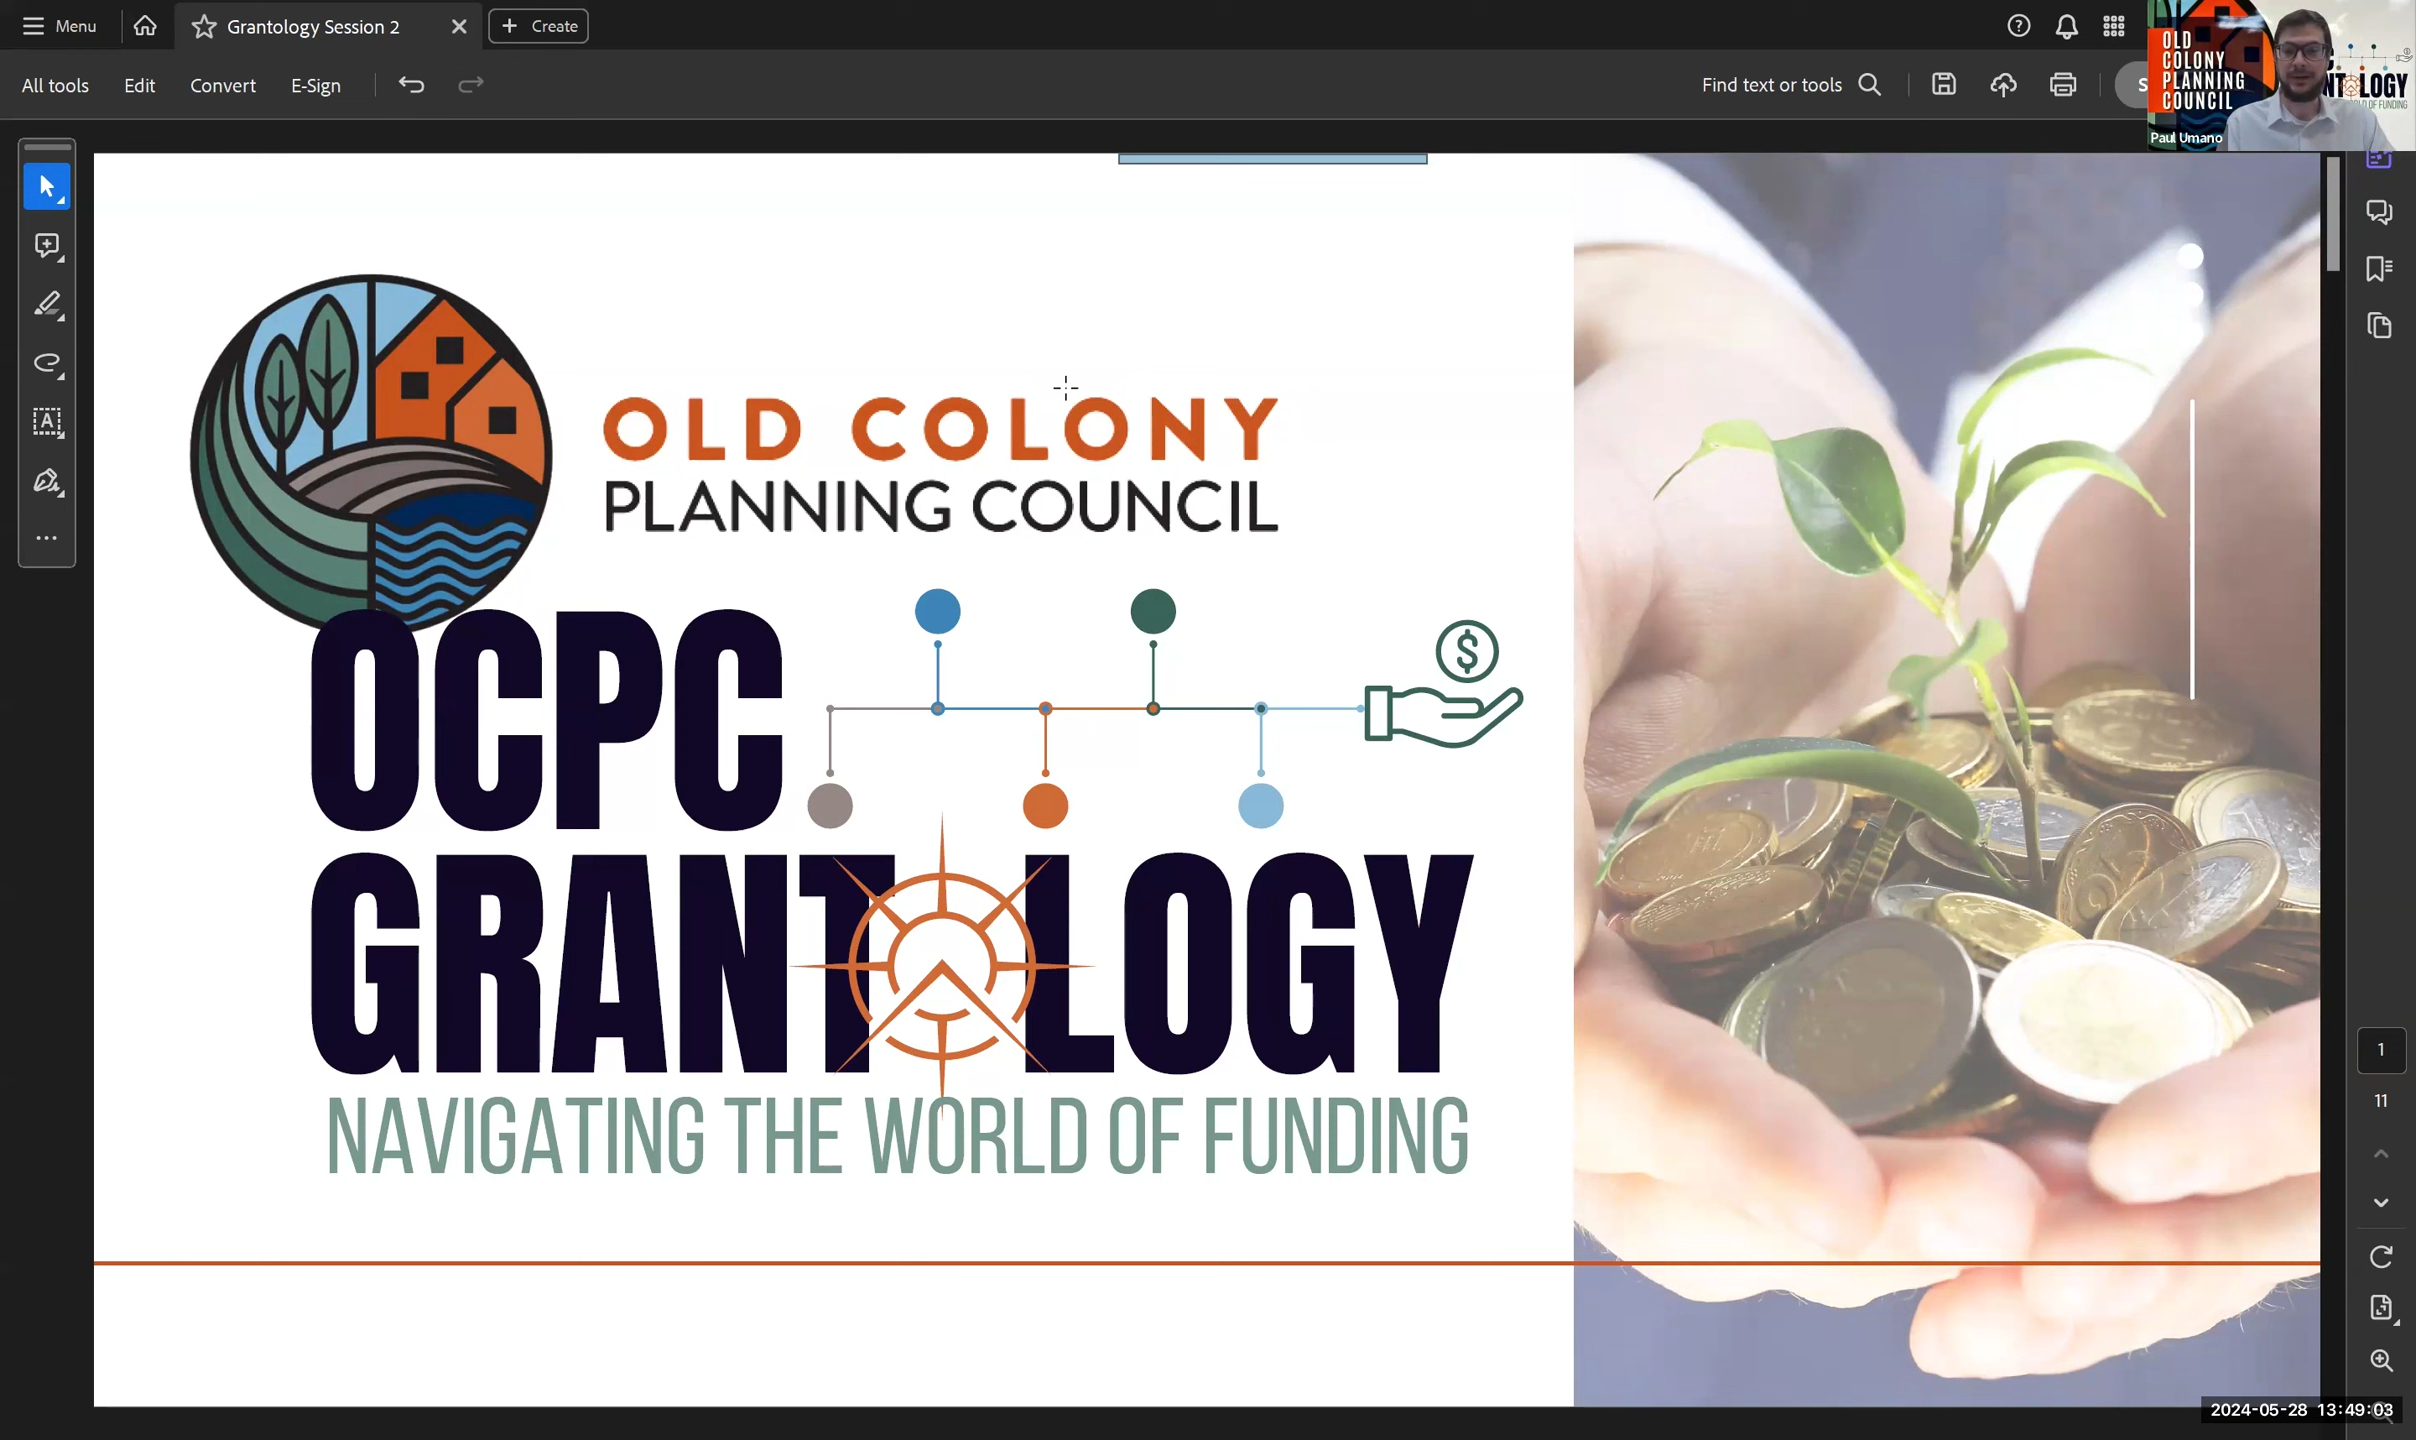 Menu
Grantology Session 2
Create
All tools
Edit
Convert
E-Sign
Find text or tools
OLD
COLONY
PLANNING
COUNCIL
Paul Umano
OLD COLONY
PLANNING COUNCIL
OCPC
$
GRANTOLOGY
NAVIGATING THE WORLD OF FUNDING
1
11
2024-05-28 13:49:03